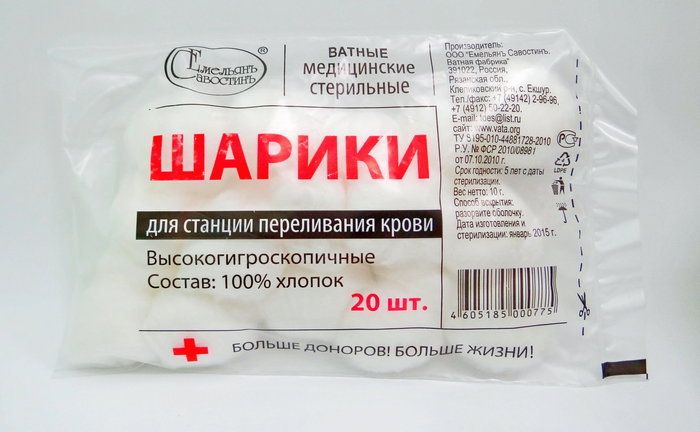 Емельянъ
Савостинъ
®
ВАТНЫЕ
медицинские
стерильные
ШАРИКИ
для станции переливания крови
Высокогигроскопичные
Состав: 100% хлопок
20 шт.
БОЛЬШЕ ДОНОРОВ! БОЛЬШЕ ЖИЗНИ!
Производитель:
ООО "Емельянъ Савостинъ.
Ватная фабрика"
391022, Россия,
Рязанская обл.,
Клепиковский р-н, с. Екшур.
Тел./факс: +7 (49142) 2-96-96,
+7 (4912) 50-22-20.
E-mail: toes@list.ru
сайт: www.vata.org
ТУ 9195-010-44881728-2010
Р.У. № ФСР 2010/08981
от 07.10.2010 г.
Срок годности: 5 лет с даты
стерилизации.
Вес нетто: 10 г.
Способ вскрытия:
разорвите оболочку.
Дата изготовления и
стерилизации: январь 2015 г.
LDPE
4 605185 000775